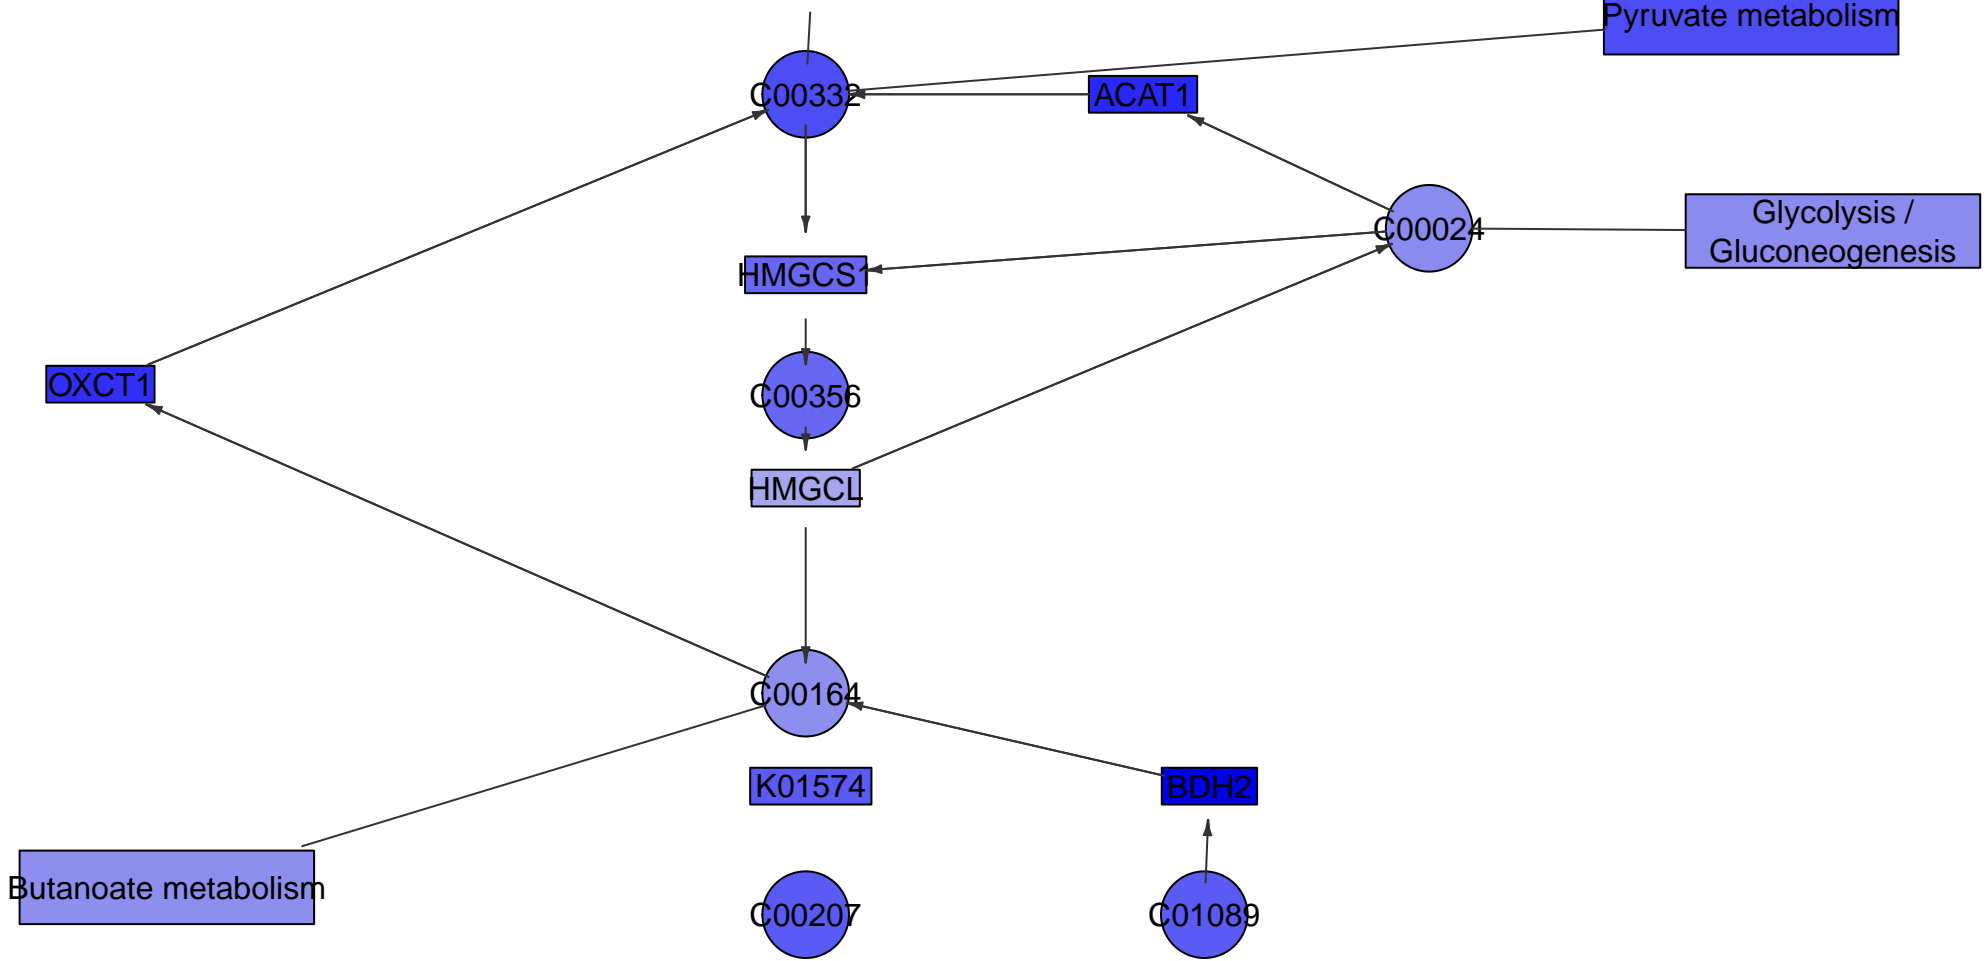 Pyruvate metabolism
C00332
ACAT1
C00024
Glycolysis /
Gluconeogenesis
HMGCS1
OXCT1
C00356
HMGCL
C00164
K01574
BDH2
Butanoate metabolism
C00207
C01089